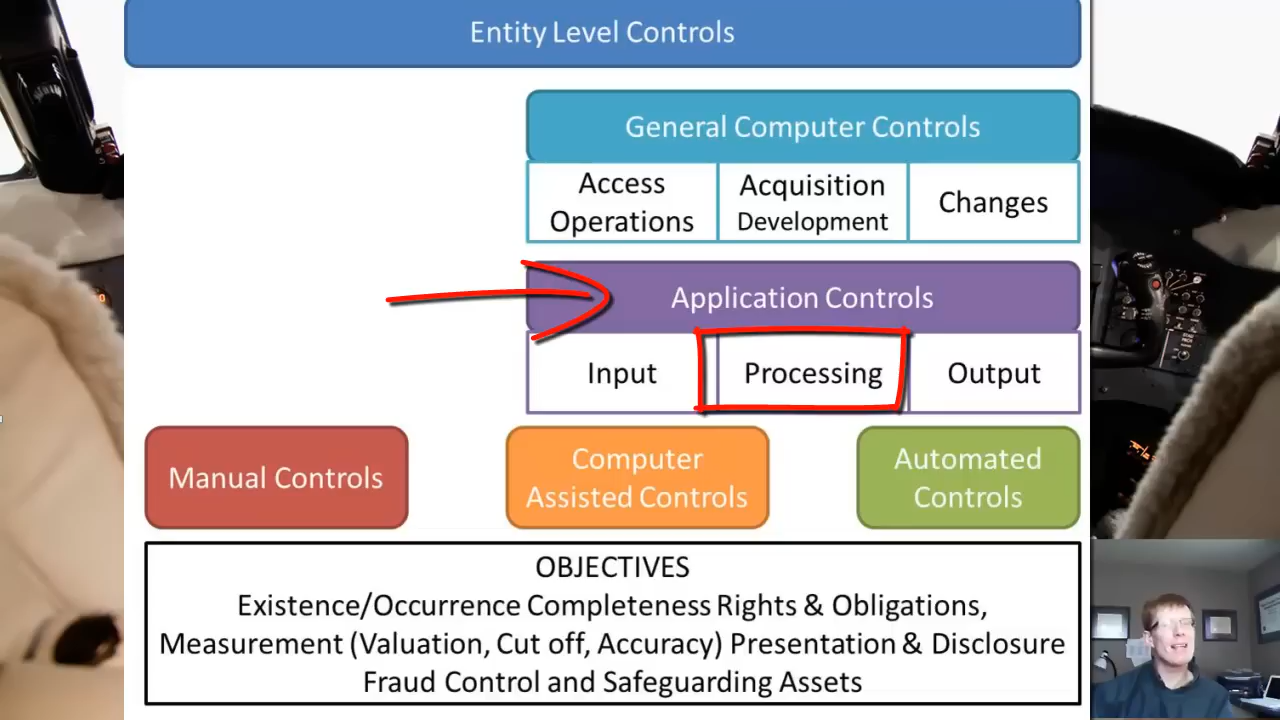 Entity Level Controls
General Computer Controls
Access
Operations
Acquisition
Development
Changes
Application Controls
Input
Processing
Output
Manual Controls
Computer
Assisted Controls
Automated
Controls
OBJECTIVES
Existence/Occurrence Completeness Rights & Obligations,
Measurement (Valuation, Cut off, Accuracy) Presentation & Disclosure
Fraud Control and Safeguarding Assets